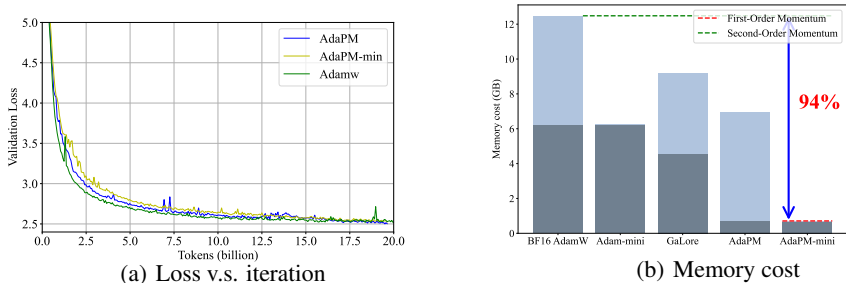 5.0
4.5
4.0
3.5
3.0
2.5
Validation Loss
AdaPM
AdaPM-min
Adamw
0.0 2.5 5.0 7.5 10.0 12.5 15.0 17.5 20.0
Tokens (billion)
(a) Loss v.s. iteration
12
10
8
6
4
2
0
Memory cost (GB)
First-Order Momentum
Second-Order Momentum
94%
BF16 AdamW Adam-mini GaLore AdaPM AdaPM-mini
(b) Memory cost